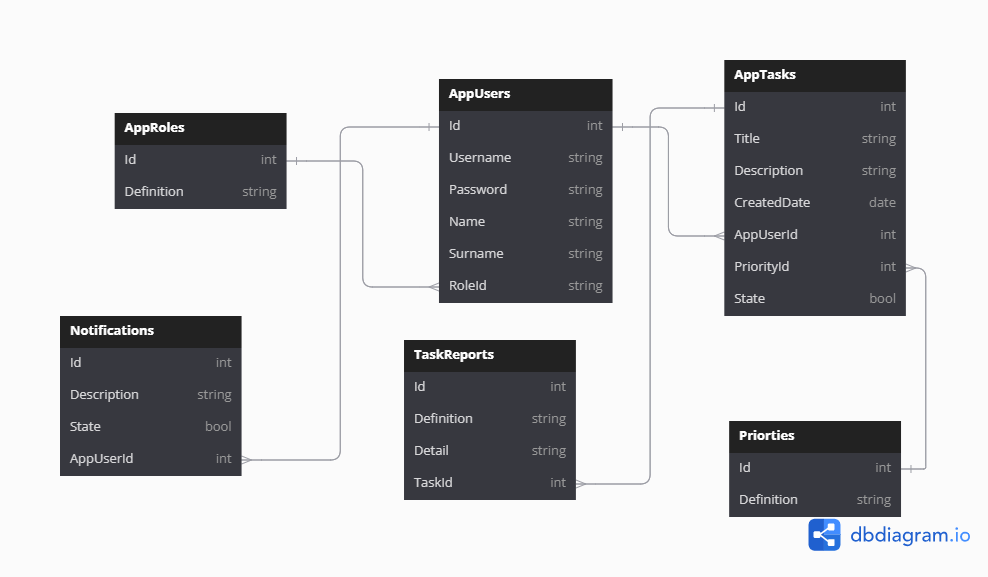 AppRoles
Id int
Definition string
AppUsers
Id int
Username string
Password string
Name string
Surname string
RoleId string
AppTasks
Id int
Title string
Description string
CreatedDate date
AppUserId int
PriorityId int
State bool
Notifications
Id int
Description string
State bool
AppUserId int
TaskReports
Id int
Definition string
Detail string
TaskId int
Priorties
Id int
Definition string
dbdiagram.io